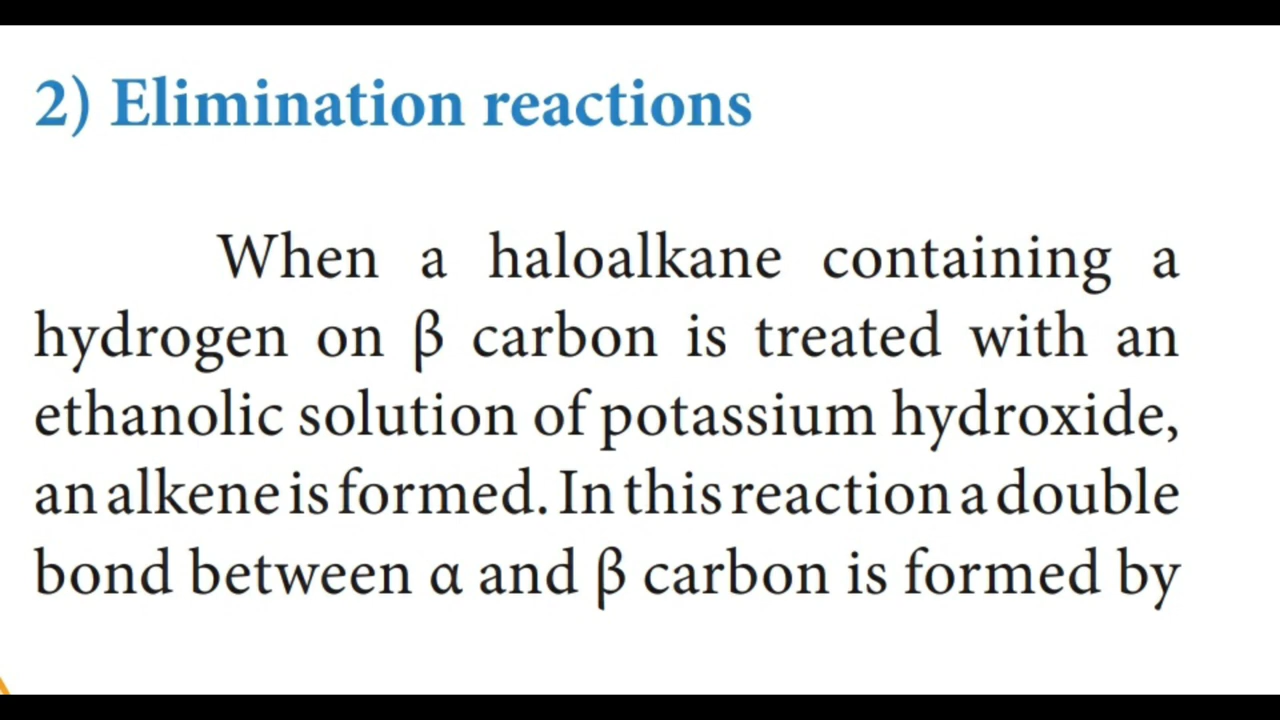 2) Elimination reactions
When a haloalkane containing a
hydrogen on β carbon is treated with an
ethanolic solution of potassium hydroxide,
an alkene is formed. In this reaction a double
bond between α and β carbon is formed by